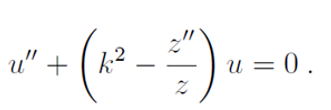 u'' + \left( k^2 - \frac{z''}{z} \right) u = 0 .